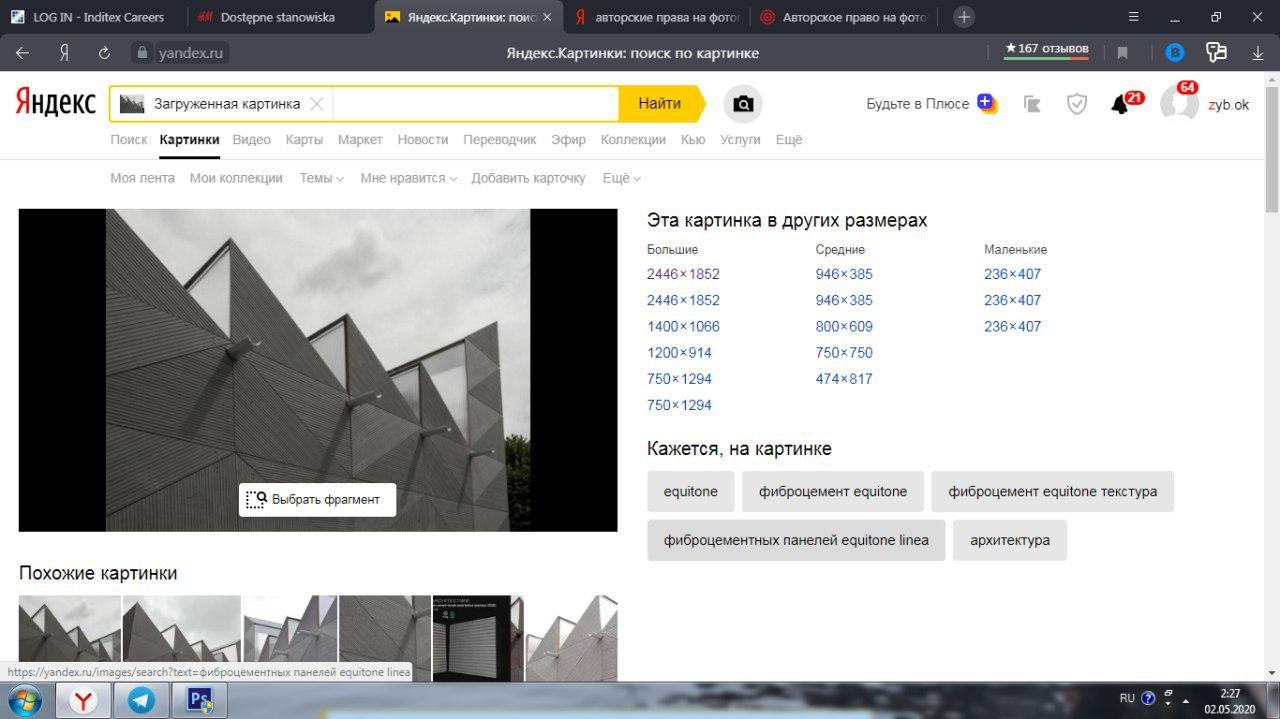 LOG IN - Inditex Careers
Dostępne stanowiska
Яндекс.Картинки: поис
авторские права на фото
Авторское право на фото
yandex.ru
Яндекс.Картинки: поиск по картинке
★167 отзывов
Яндекс
Загруженная картинка
Найти
Будьте в Плюсе
21
64
zyb.ok
Поиск Картинки Видео Карты Маркет Новости Переводчик Эфир Коллекции Кью Услуги Ещё
Моя лента Мои коллекции Темы Мне нравится Добавить карточку Ещё
Выбрать фрагмент
Эта картинка в других размерах
Большие Средние Маленькие
2446×1852 946×385 236×407
2446×1852 946×385 236×407
1400×1066 800×609 236×407
1200×914 750×750
750×1294 474×817
750×1294
Кажется, на картинке
equitone фиброцемент equitone фиброцемент equitone текстура
фиброцементных панелей equitone linea архитектура
Похожие картинки
https://yandex.ru/images/search?text=фиброцементных панелей equitone linea
RU
2:27
02.05.2020